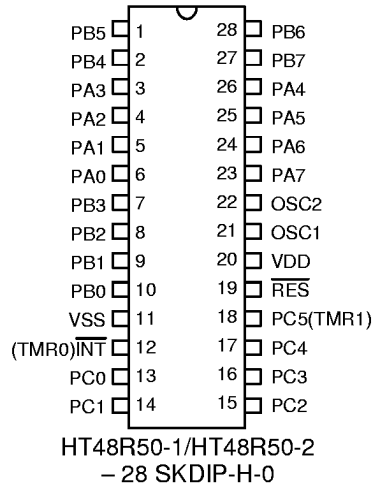 PB5 1 28 PB6
PB4 2 27 PB7
PA3 3 26 PA4
PA2 4 25 PA5
PA1 5 24 PA6
PA0 6 23 PA7
PB3 7 22 OSC2
PB2 8 21 OSC1
PB1 9 20 VDD
PB0 10 19 RES
VSS 11 18 PC5(TMR1)
(TMR0)INT 12 17 PC4
PC0 13 16 PC3
PC1 14 15 PC2
HT48R50-1/HT48R50-2
– 28 SKDIP-H-0